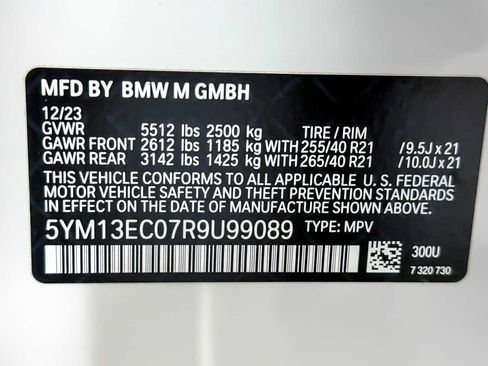 MFD BY BMW M GMBH
12/23
GVWR 5512 lbs 2500 kg TIRE / RIM
GAWR FRONT 2612 lbs 1185 kg WITH 255/40 R21 /9.5J x 21
GAWR REAR 3142 lbs 1425 kg WITH 265/40 R21 /10.0J x 21
THIS VEHICLE CONFORMS TO ALL APPLICABLE U. S. FEDERAL
MOTOR VEHICLE SAFETY AND THEFT PREVENTION STANDARDS
IN EFFECT ON THE DATE OF MANUFACTURE SHOWN ABOVE.
5YM13EC07R9U99089 TYPE: MPV
300U
7 320 730